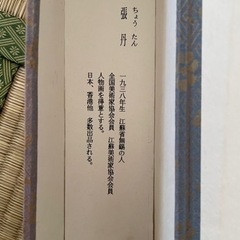 ちょう たん
張 丹
一九三八年生 江蘇省無錫の人
全国美術家協会会員 江蘇美術家協会会員
人物画を得意とする。
日本、香港他 多数出品される。